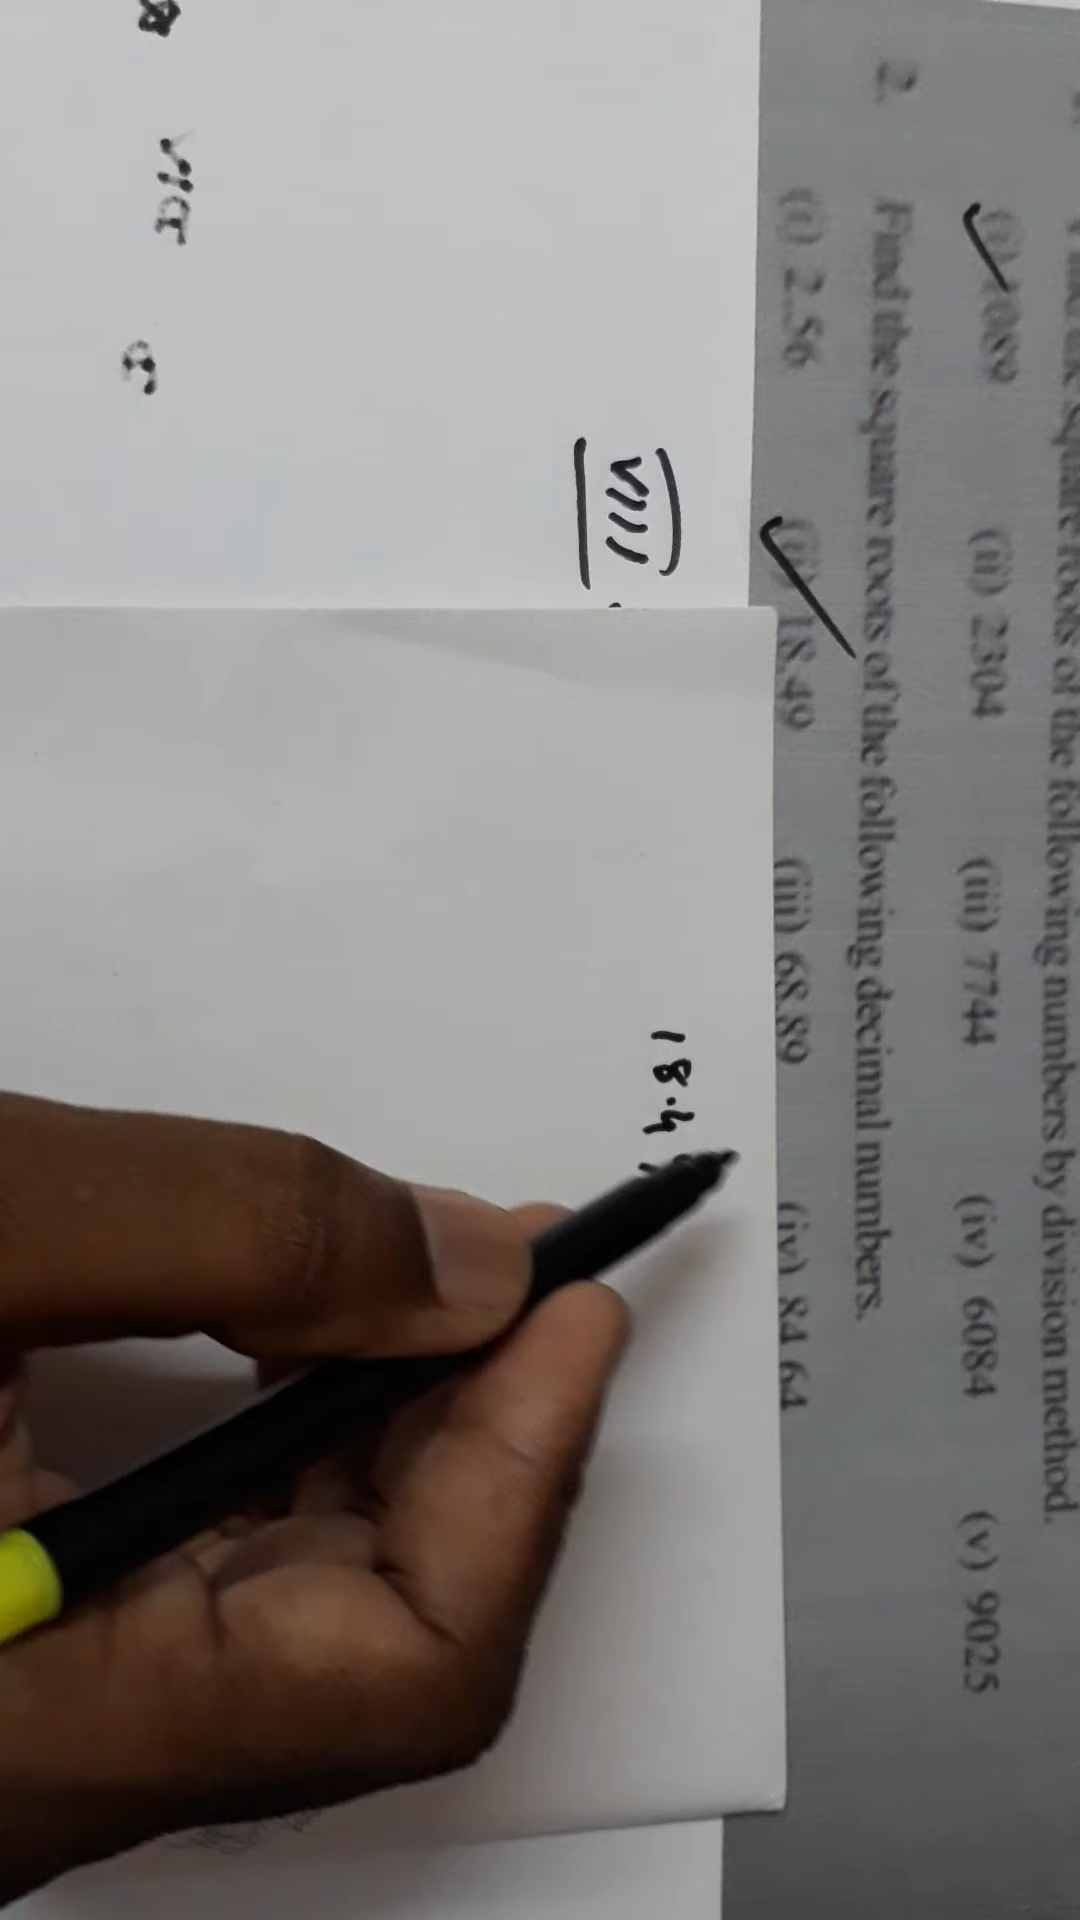 Find the square roots of the following numbers by division method.
(i) 1089 (ii) 2304 (iii) 7744 (iv) 6084 (v) 9025
2. Find the square roots of the following decimal numbers.
(i) 2.56 (ii) 18.49 (iii) 68.89 (iv) 84.64
VIII
18.4